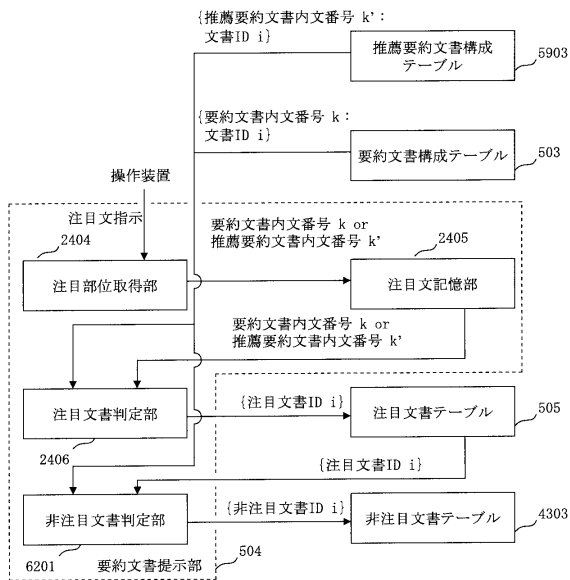 {推薦要約文書内文番号 k’:
文書ID i}
推薦要約文書構成
テーブル
5903
{要約文書内文番号 k:
文書ID i}
要約文書構成テーブル
503
操作装置
注目文指示
要約文書内文番号 k or
推薦要約文書内文番号 k’
2404
2405
注目部位取得部
注目文記憶部
要約文書内文番号 k or
推薦要約文書内文番号 k’
注目文書判定部
{注目文書ID i}
注目文書テーブル
505
2406
{注目文書ID i}
非注目文書判定部
{非注目文書ID i}
非注目文書テーブル
4303
6201
要約文書提示部
504